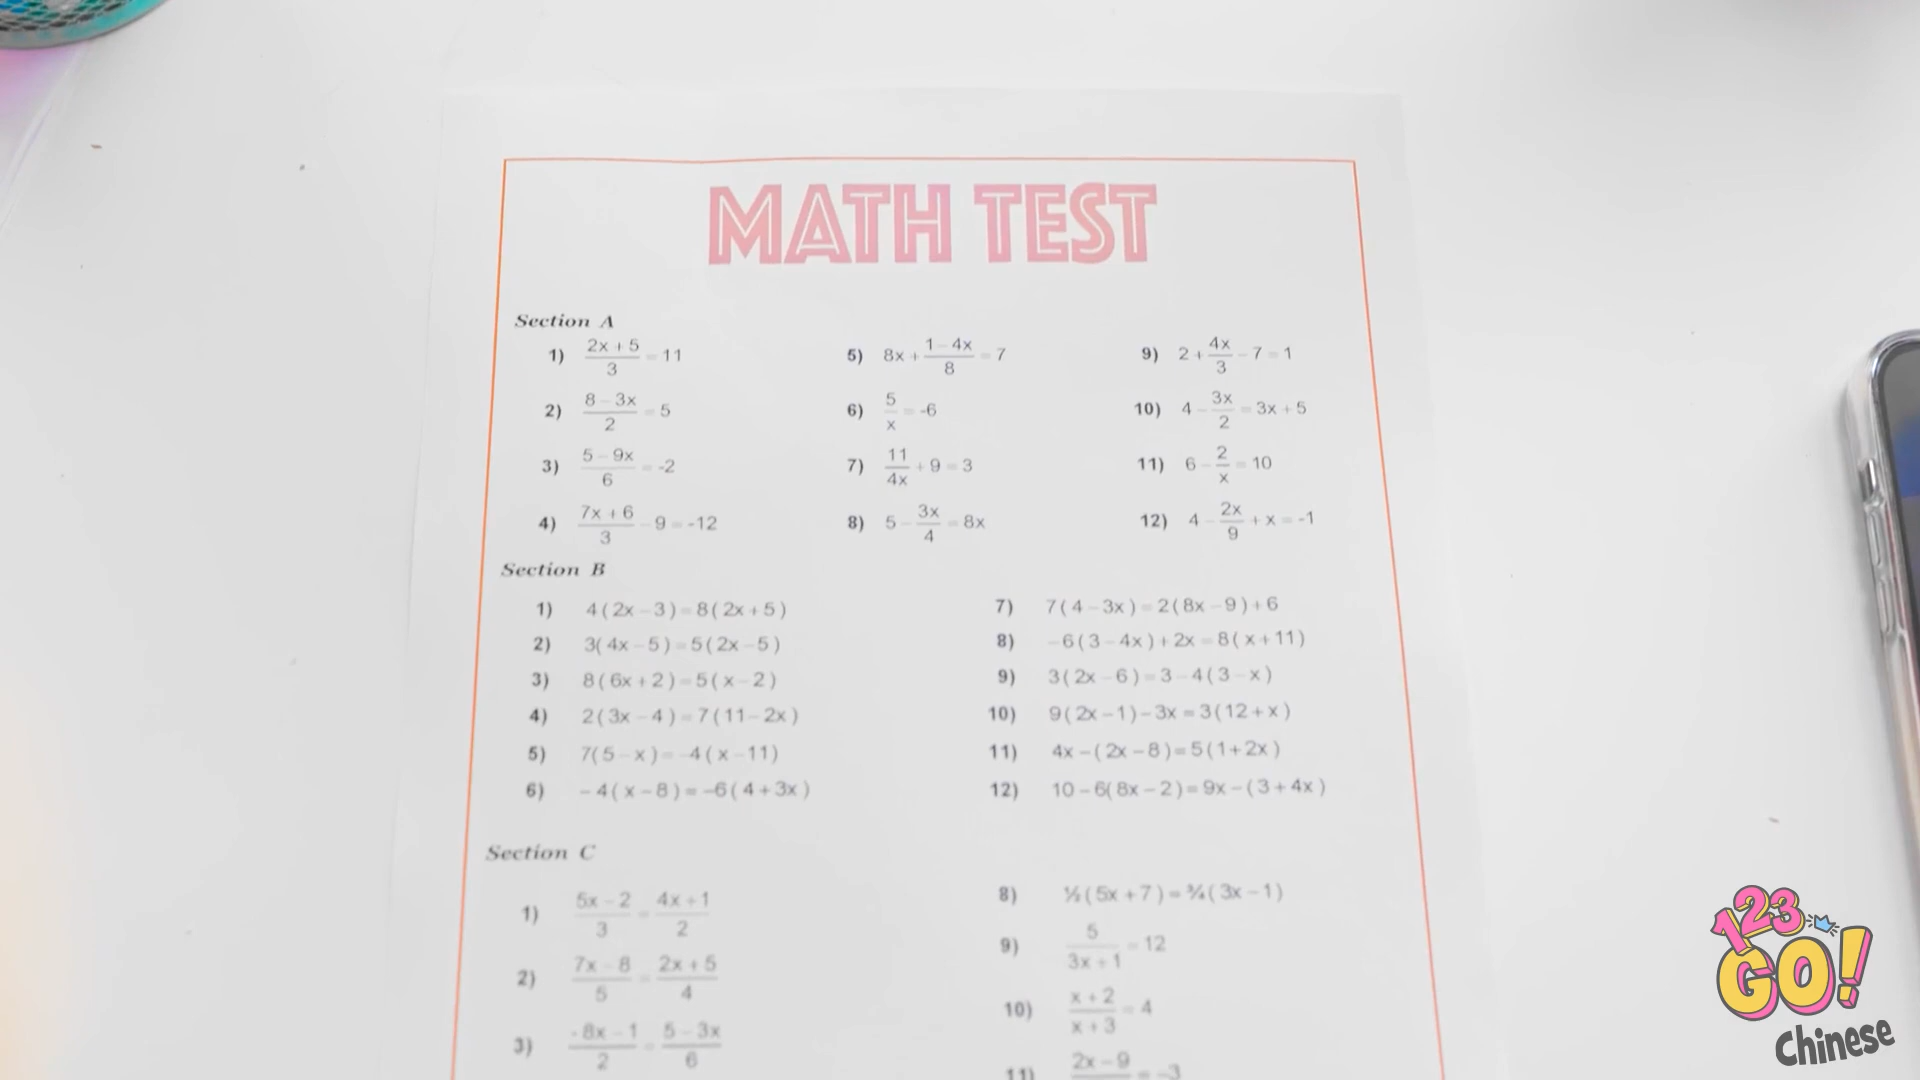 MATH TEST
Section A
1) (2x + 5)/3 = 11
2) (8 - 3x)/2 = 5
3) (5 - 9x)/6 = -2
4) (7x + 6)/3 - 9 = -12
5) 8x + (1 - 4x)/8 = 7
6) 5/x = -6
7) 11/4x + 9 = 3
8) 5 - 3x/4 = 8x
9) 2 + 4x/3 - 7 = 1
10) 4 - 3x/2 = 3x + 5
11) 6 - 2/x = 10
12) 4 - 2x/9 + x = -1
Section B
1) 4(2x - 3) = 8(2x + 5)
2) 3(4x - 5) = 5(2x - 5)
3) 8(6x + 2) = 5(x - 2)
4) 2(3x - 4) = 7(11 - 2x)
5) 7(5 - x) = -4(x - 11)
6) -4(x - 8) = -6(4 + 3x)
7) 7(4 - 3x) = 2(8x - 9) + 6
8) -6(3 - 4x) + 2x = 8(x + 11)
9) 3(2x - 6) = 3 - 4(3 - x)
10) 9(2x - 1) - 3x = 3(12 + x)
11) 4x - (2x - 8) = 5(1 + 2x)
12) 10 - 6(8x - 2) = 9x - (3 + 4x)
Section C
1) (5x - 2)/3 = (4x + 1)/2
2) (7x - 8)/5 = (2x + 5)/4
3) (-8x - 1)/2 = (5 - 3x)/6
8) ½(5x + 7) = ¾(3x - 1)
9) 5/(3x + 1) = 12
10) (x + 2)/(x + 3) = 4
11) 2x - 9 = -3
123
GO!
Chinese